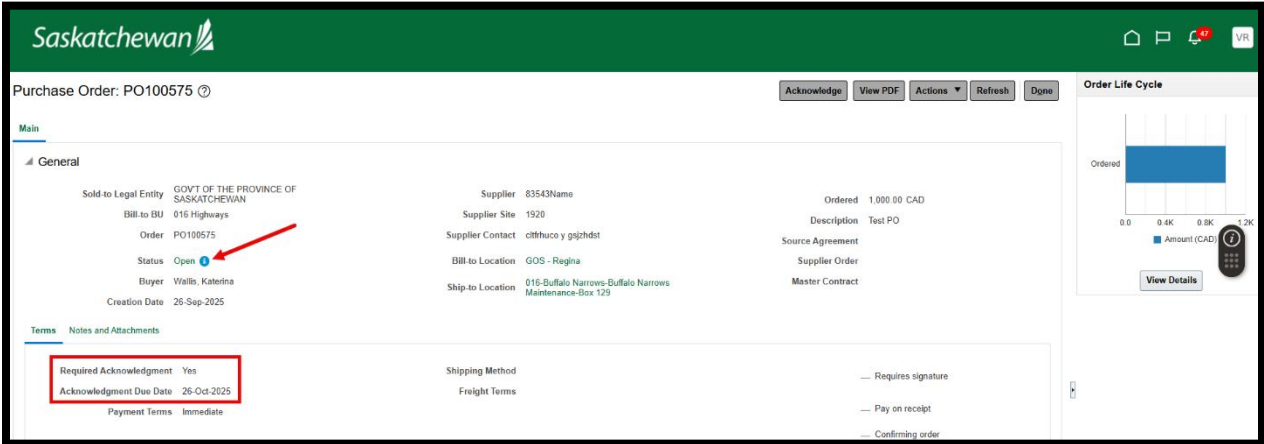 Saskatchewan
47
VR
Purchase Order: PO100575
Acknowledge View PDF Actions Refresh Done
Main
General
Sold-to Legal Entity GOV'T OF THE PROVINCE OF
SASKATCHEWAN
Bill-to BU 016 Highways
Order PO100575
Status Open
Buyer Wallis, Katerina
Creation Date 26-Sep-2025
Supplier 83543Name
Supplier Site 1920
Supplier Contact cltfrhuco y gsjzhdst
Bill-to Location GOS - Regina
Ship-to Location 016-Buffalo Narrows-Buffalo Narrows
Maintenance-Box 129
Ordered 1,000.00 CAD
Description Test PO
Source Agreement
Supplier Order
Master Contract
Terms Notes and Attachments
Required Acknowledgment Yes
Acknowledgment Due Date 26-Oct-2025
Payment Terms Immediate
Shipping Method
Freight Terms
Requires signature
Pay on receipt
Confirming order
Order Life Cycle
Ordered
0.0 0.4K 0.8K 1.2K
Amount (CAD)
View Details